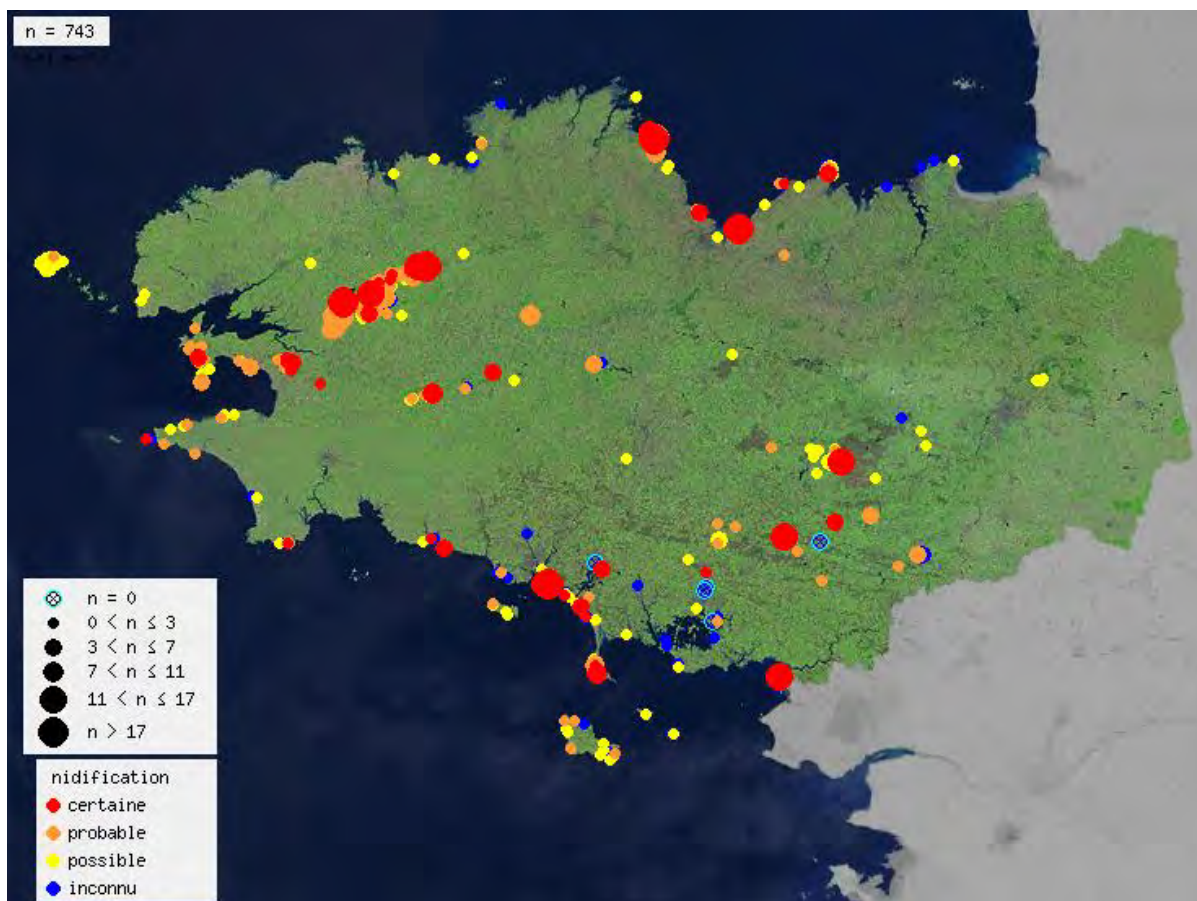 n = 743
n = 0
0 < n ≤ 3
3 < n ≤ 7
7 < n ≤ 11
11 < n ≤ 17
n > 17
nidification
certaine
probable
possible
inconnu